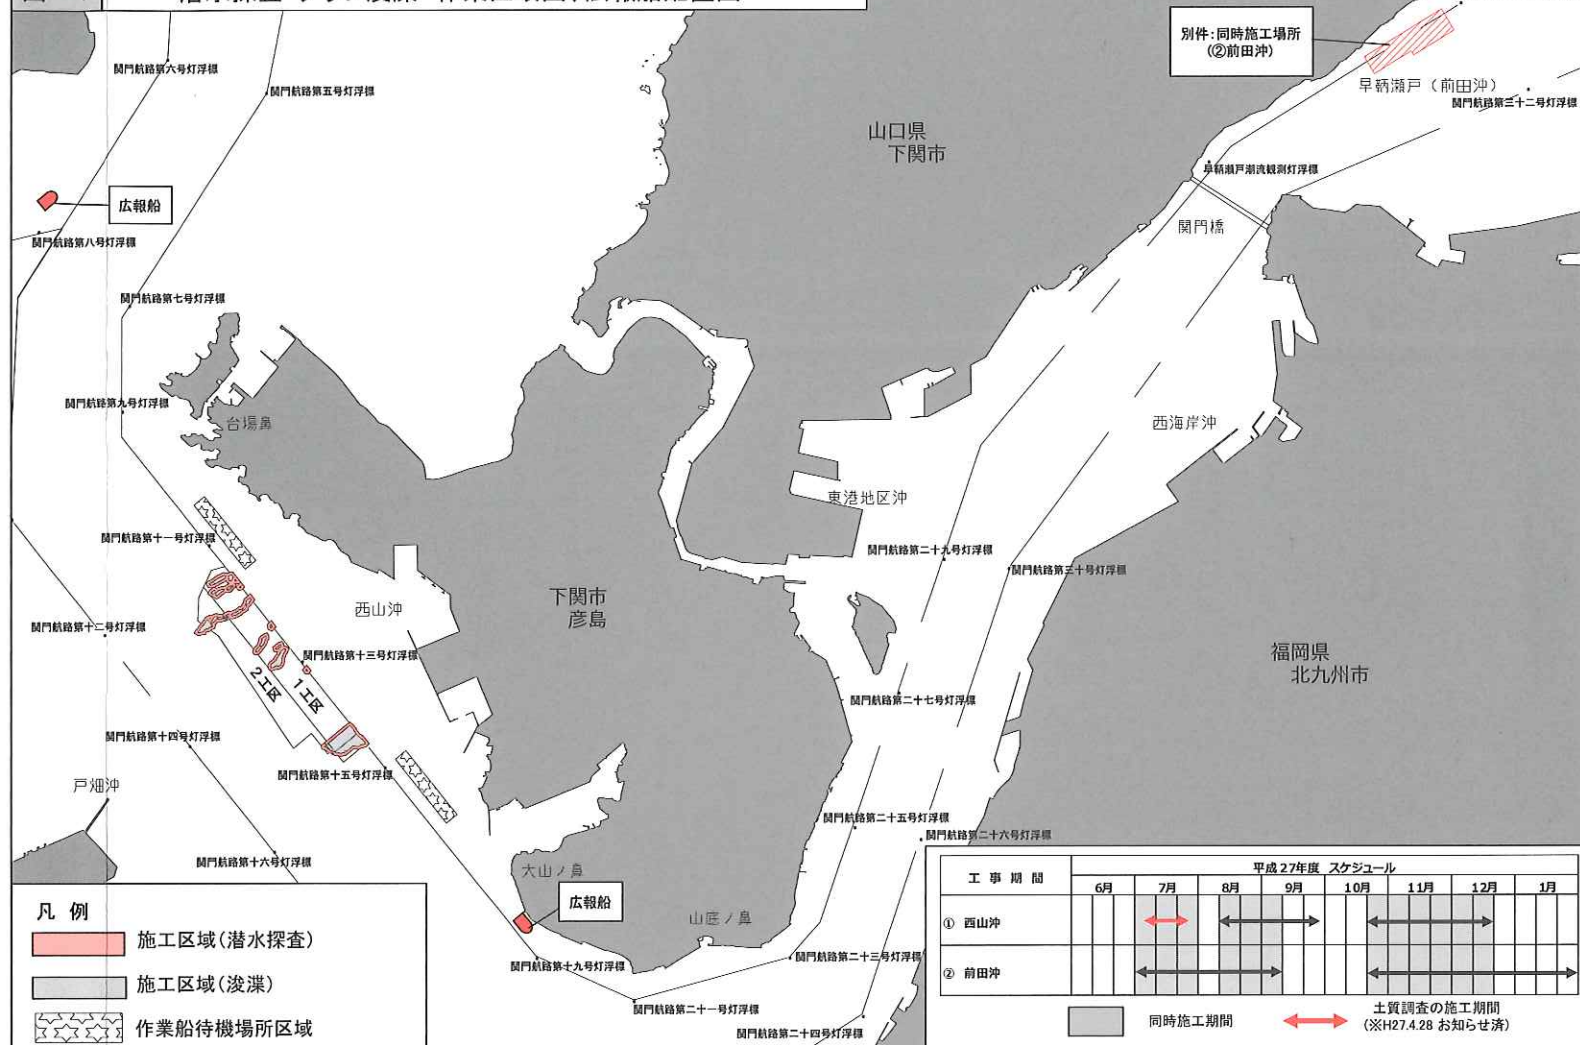 別件:同時施工場所
(②前田沖)
早鞆瀬戸（前田沖）
関門航路第三十二号灯浮標
関門航路第六号灯浮標
関門航路第五号灯浮標
山口県
下関市
早鞆瀬戸潮流観測灯浮標
広報船
関門航路第八号灯浮標
関門橋
関門航路第七号灯浮標
関門航路第九号灯浮標
台場鼻
西海岸沖
東港地区沖
関門航路第十一号灯浮標
関門航路第二十九号灯浮標
関門航路第三十号灯浮標
下関市
彦島
西山沖
関門航路第十二号灯浮標
福岡県
北九州市
関門航路第十三号灯浮標
2工区
1工区
関門航路第二十七号灯浮標
関門航路第十四号灯浮標
関門航路第十五号灯浮標
戸畑沖
関門航路第二十五号灯浮標
関門航路第二十六号灯浮標
関門航路第十六号灯浮標
大山ノ鼻
広報船
山底ノ鼻
関門航路第十九号灯浮標
関門航路第二十三号灯浮標
関門航路第二十一号灯浮標
関門航路第二十四号灯浮標
凡 例
施工区域(潜水探査)
施工区域(浚渫)
作業船待機場所区域
工 事 期 間
平成27年度 スケジュール
6月 7月 8月 9月 10月 11月 12月 1月
① 西山沖
② 前田沖
同時施工期間
土質調査の施工期間
(※H27.4.28 お知らせ済)